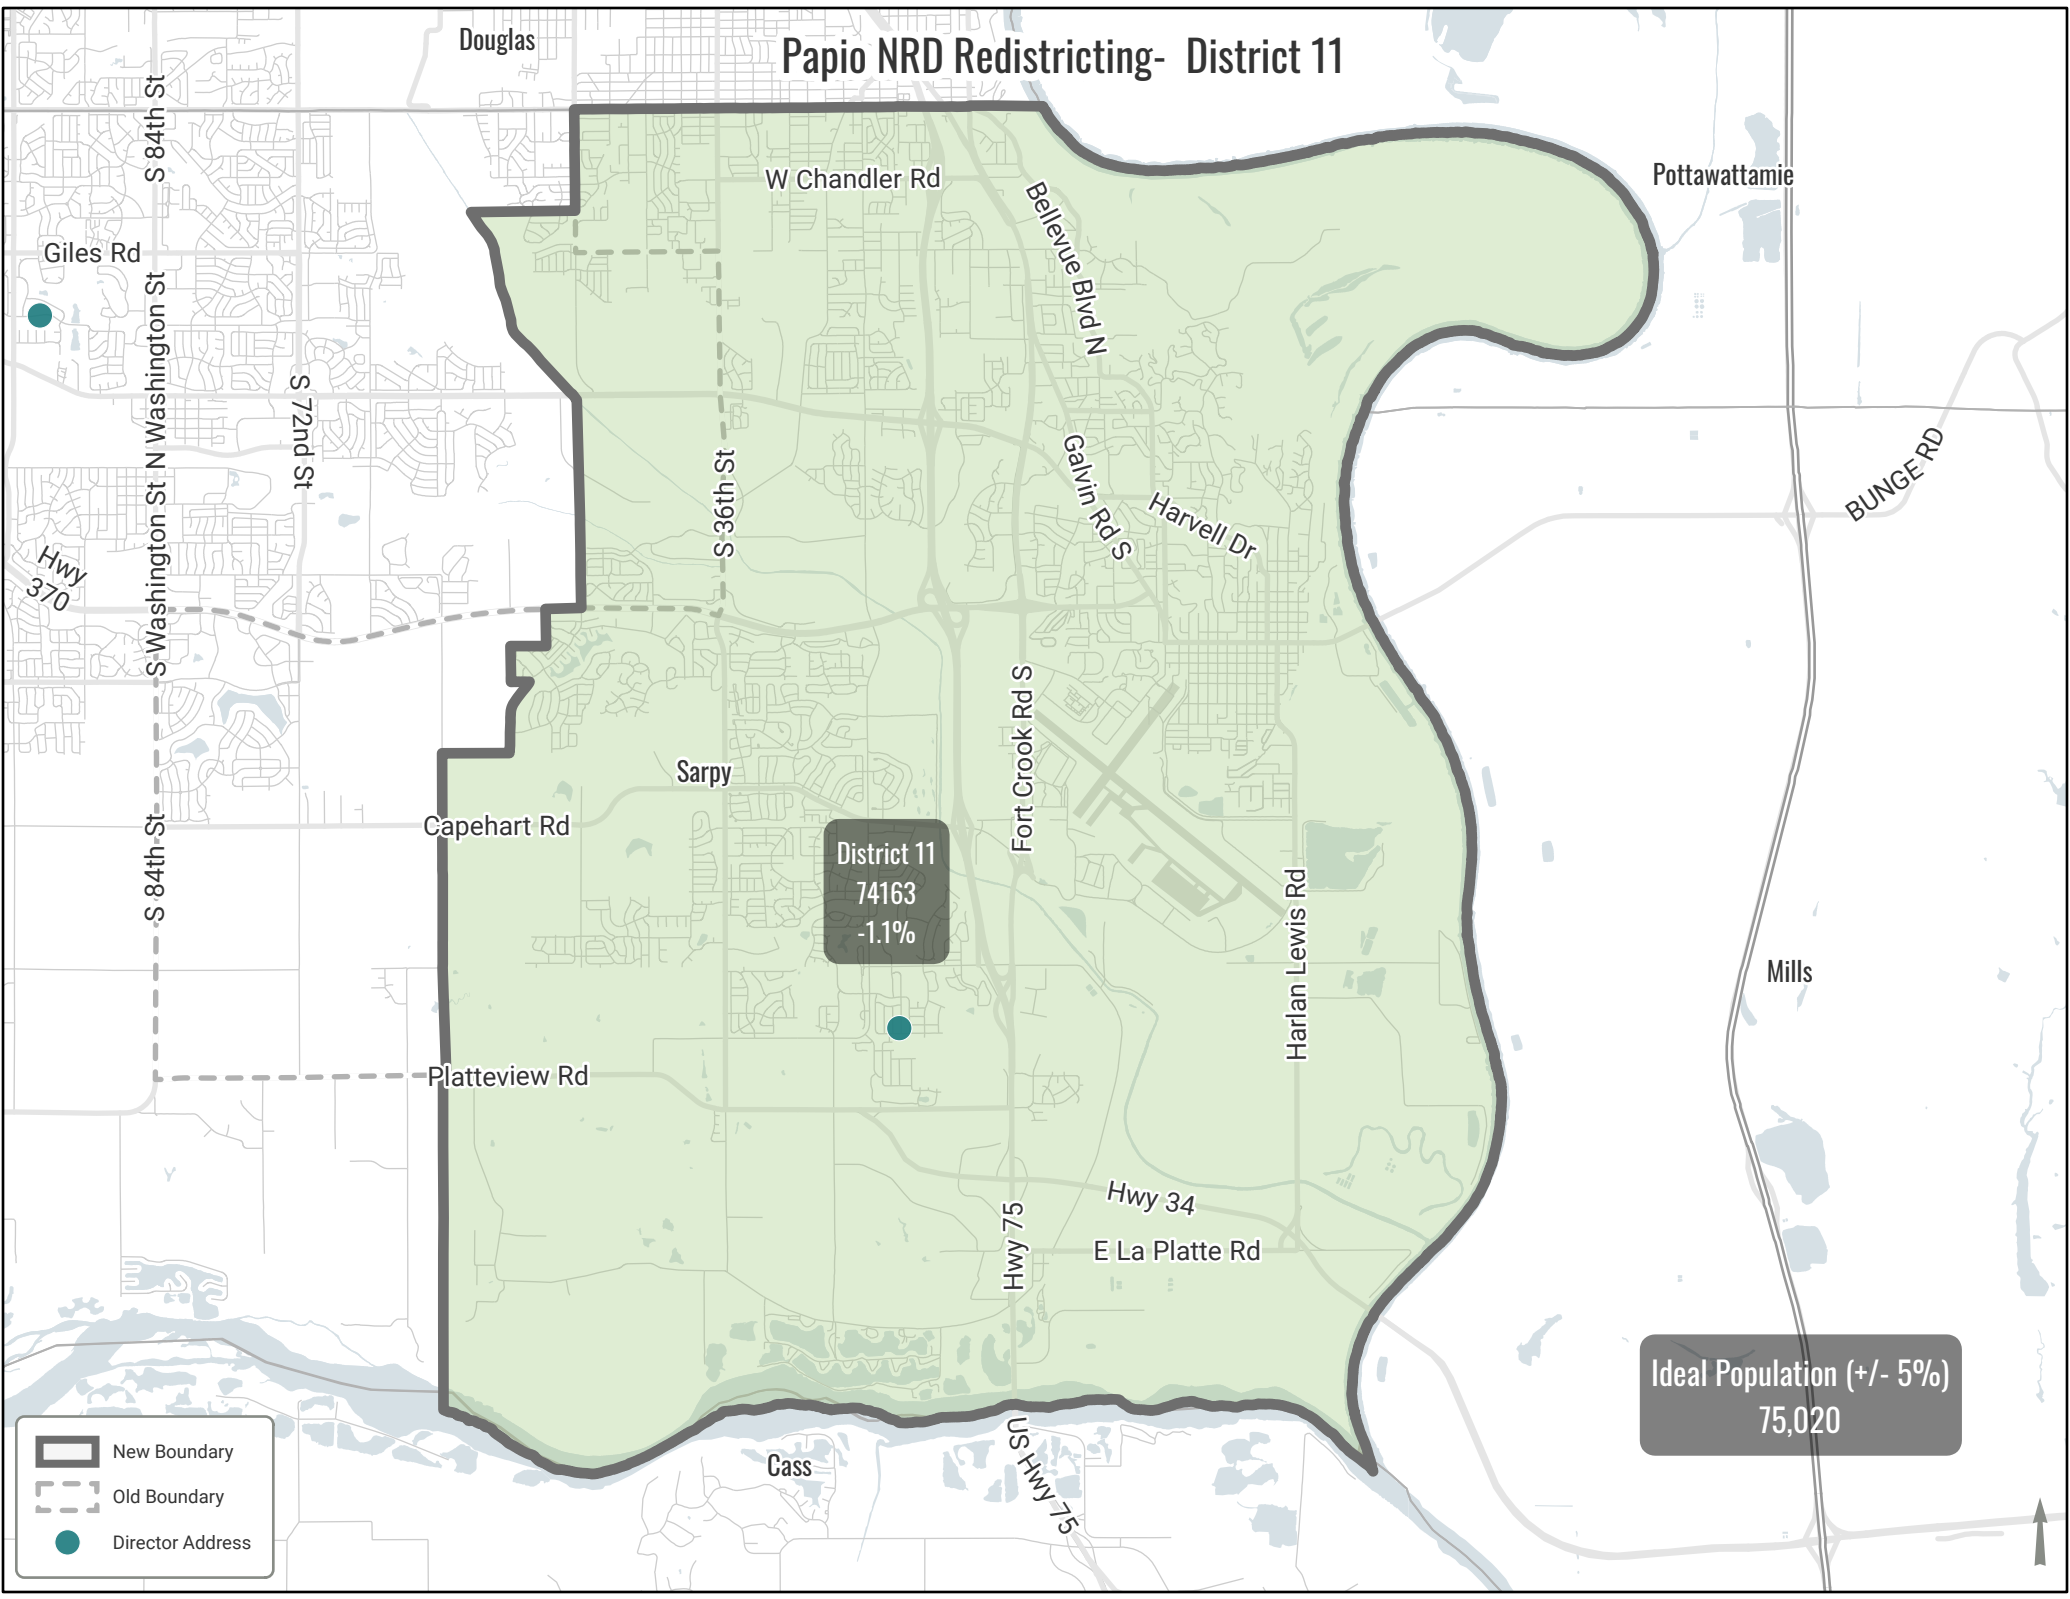 Papio NRD Redistricting- District 11
Douglas
S 84th St
W Chandler Rd
Pottawattamie
Giles Rd
Bellevue Blvd N
N Washington St
S 72nd St
S 36th St
Galvin Rd S
Harvell Dr
BUNGE RD
Hwy
370
S Washington St
Fort Crook Rd S
Sarpy
Capehart Rd
S 84th St
District 11
74163
-1.1%
Harlan Lewis Rd
Mills
Platteview Rd
Hwy 34
Hwy 75
E La Platte Rd
Ideal Population (+/- 5%)
75,020
US Hwy 75
Cass
New Boundary
Old Boundary
Director Address